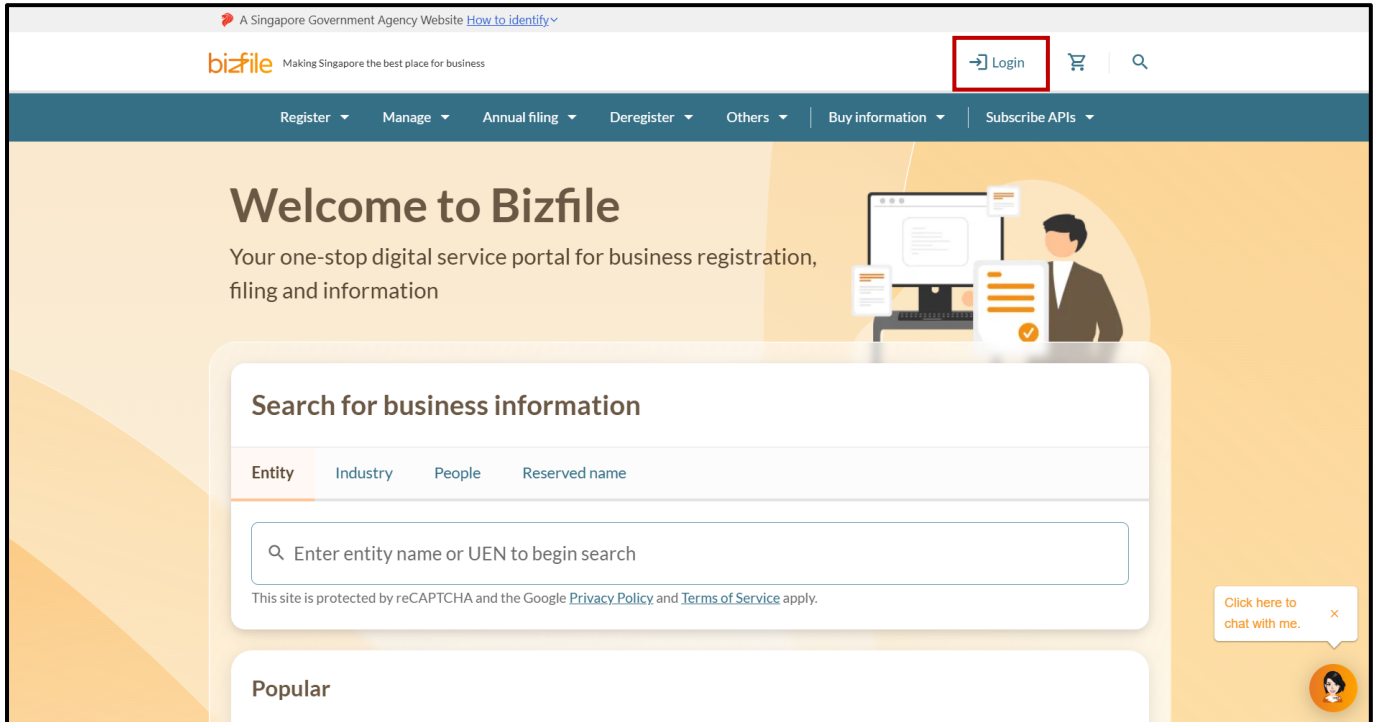 A Singapore Government Agency Website How to identify
bizfile Making Singapore the best place for business
Login
Register Manage Annual filing Deregister Others Buy information Subscribe APIs
Welcome to Bizfile
Your one-stop digital service portal for business registration,
filing and information
Search for business information
Entity Industry People Reserved name
Enter entity name or UEN to begin search
This site is protected by reCAPTCHA and the Google Privacy Policy and Terms of Service apply.
Click here to
chat with me.
Popular